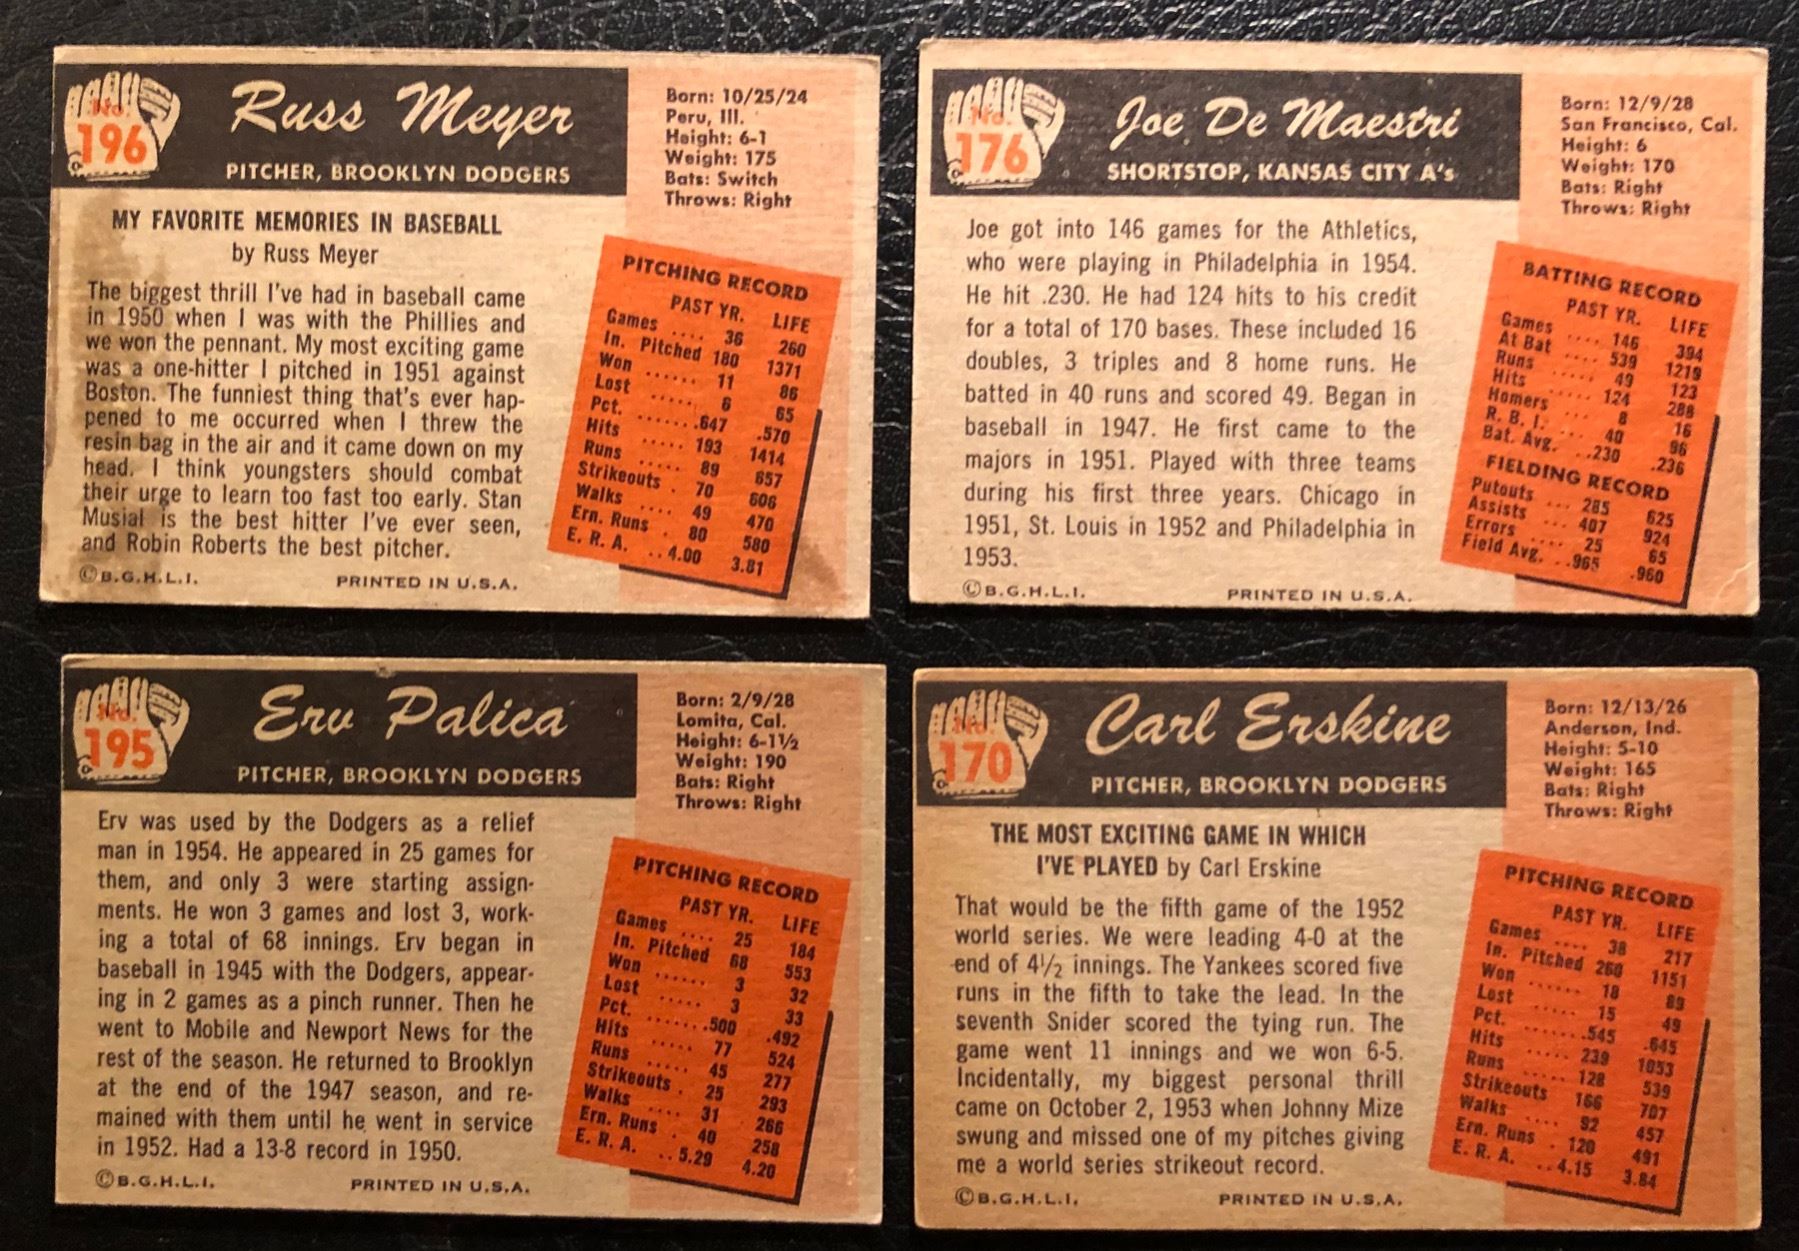 No.
196
Russ Meyer
PITCHER, BROOKLYN DODGERS
Born: 10/25/24
Peru, Ill.
Height: 6-1
Weight: 175
Bats: Switch
Throws: Right
MY FAVORITE MEMORIES IN BASEBALL
by Russ Meyer
The biggest thrill I've had in baseball came
in 1950 when I was with the Phillies and
we won the pennant. My most exciting game
was a one-hitter I pitched in 1951 against
Boston. The funniest thing that's ever hap-
pened to me occurred when I threw the
resin bag in the air and it came down on my
head. I think youngsters should combat
their urge to learn too fast too early. Stan
Musial is the best hitter I've ever seen,
and Robin Roberts the best pitcher.
PITCHING RECORD
PAST YR. LIFE
Games .... 36 260
In. Pitched 180 1371
Won ...... 11 86
Lost ..... 6 65
Pct. .......647 .570
Hits ..... 193 1414
Runs ..... 89 657
Strikeouts . 70 606
Walks .... 49 470
Ern. Runs . 80 580
E. R. A. ..4.00 3.81
©B.G.H.L.I. PRINTED IN U.S.A.
No.
176
Joe De Maestri
SHORTSTOP, KANSAS CITY A's
Born: 12/9/28
San Francisco, Cal.
Height: 6
Weight: 170
Bats: Right
Throws: Right
Joe got into 146 games for the Athletics,
who were playing in Philadelphia in 1954.
He hit .230. He had 124 hits to his credit
for a total of 170 bases. These included 16
doubles, 3 triples and 8 home runs. He
batted in 40 runs and scored 49. Began in
baseball in 1947. He first came to the
majors in 1951. Played with three teams
during his first three years. Chicago in
1951, St. Louis in 1952 and Philadelphia in
1953.
BATTING RECORD
PAST YR. LIFE
Games .... 146 394
At Bat .... 539 1219
Runs ..... 49 123
Hits ..... 124 288
Homers ... 8 16
R. B. I. ... 40 96
Bat. Avg. ..230 .236
FIELDING RECORD
Putouts ... 285 625
Assists ... 407 924
Errors .... 25 65
Field Avg. ..965 .960
©B.G.H.L.I. PRINTED IN U.S.A.
No.
195
Erv Palica
PITCHER, BROOKLYN DODGERS
Born: 2/9/28
Lomita, Cal.
Height: 6-1½
Weight: 190
Bats: Right
Throws: Right
Erv was used by the Dodgers as a relief
man in 1954. He appeared in 25 games for
them, and only 3 were starting assign-
ments. He won 3 games and lost 3, work-
ing a total of 68 innings. Erv began in
baseball in 1945 with the Dodgers, appear-
ing in 2 games as a pinch runner. Then he
went to Mobile and Newport News for the
rest of the season. He returned to Brooklyn
at the end of the 1947 season, and re-
mained with them until he went in service
in 1952. Had a 13-8 record in 1950.
PITCHING RECORD
PAST YR. LIFE
Games .... 25 184
In. Pitched 68 553
Won ...... 3 32
Lost ..... 3 33
Pct. .......500 .492
Hits ..... 77 524
Runs ..... 45 277
Strikeouts . 25 293
Walks .... 31 266
Ern. Runs . 40 258
E. R. A. ..5.29 4.20
©B.G.H.L.I. PRINTED IN U.S.A.
No.
170
Carl Erskine
PITCHER, BROOKLYN DODGERS
Born: 12/13/26
Anderson, Ind.
Height: 5-10
Weight: 165
Bats: Right
Throws: Right
THE MOST EXCITING GAME IN WHICH
I'VE PLAYED by Carl Erskine
That would be the fifth game of the 1952
world series. We were leading 4-0 at the
end of 4½ innings. The Yankees scored five
runs in the fifth to take the lead. In the
seventh Snider scored the tying run. The
game went 11 innings and we won 6-5.
Incidentally, my biggest personal thrill
came on October 2, 1953 when Johnny Mize
swung and missed one of my pitches giving
me a world series strikeout record.
PITCHING RECORD
PAST YR. LIFE
Games .... 38 217
In. Pitched 260 1151
Won ...... 18 89
Lost ..... 15 49
Pct. .......545 .645
Hits ..... 239 1053
Runs ..... 128 539
Strikeouts 166 707
Walks .... 92 457
Ern. Runs . 120 491
E. R. A. ..4.15 3.84
©B.G.H.L.I. PRINTED IN U.S.A.